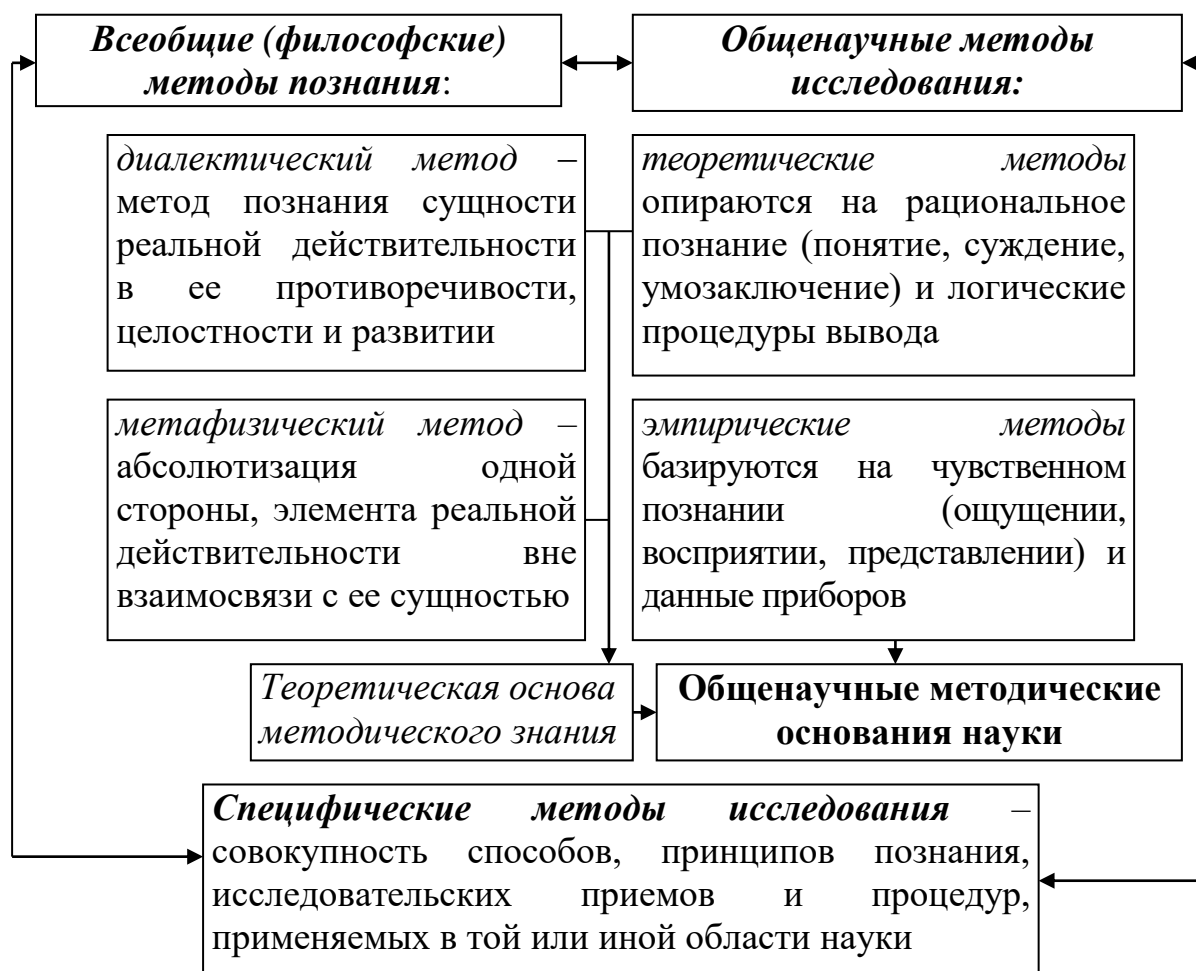 Всеобщие (философские)
методы познания:
Общенаучные методы
исследования:
диалектический метод –
метод познания сущности
реальной действительности
в ее противоречивости,
целостности и развитии
теоретические методы
опираются на рациональное
познание (понятие, суждение,
умозаключение) и логические
процедуры вывода
метафизический метод –
абсолютизация одной
стороны, элемента реальной
действительности вне
взаимосвязи с ее сущностью
эмпирические методы
базируются на чувственном
познании (ощущении,
восприятии, представлении) и
данные приборов
Теоретическая основа
методического знания
Общенаучные методические
основания науки
Специфические методы исследования –
совокупность способов, принципов познания,
исследовательских приемов и процедур,
применяемых в той или иной области науки